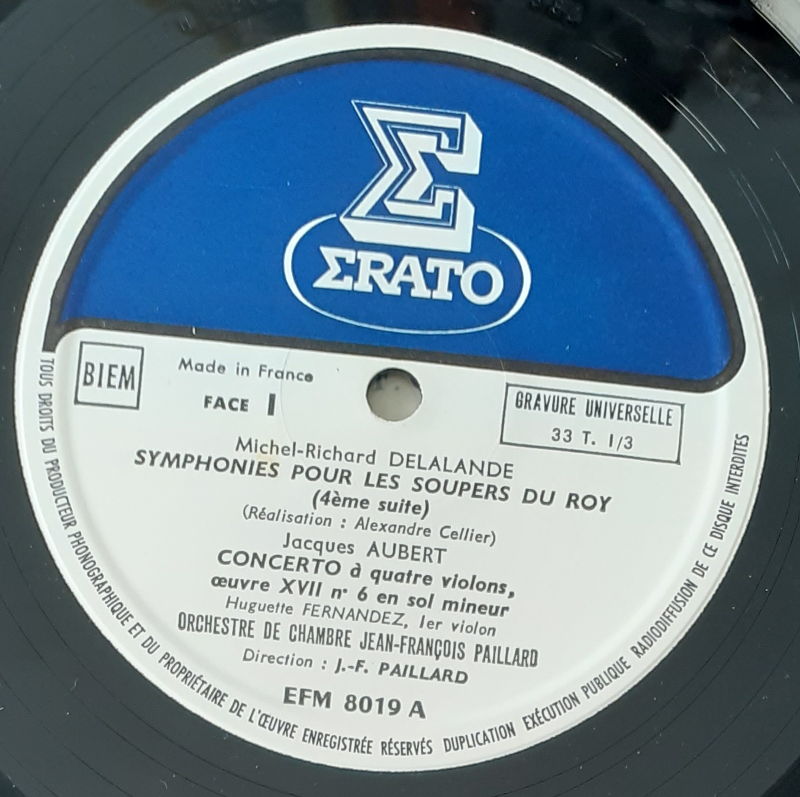 ΣRATO
BIEM
Made in France
FACE 1
GRAVURE UNIVERSELLE
33 T. 1/3
Michel-Richard DELALANDE
SYMPHONIES POUR LES SOUPERS DU ROY
(4ème suite)
(Réalisation : Alexandre Cellier)
Jacques AUBERT
CONCERTO à quatre violons,
œuvre XVII n° 6 en sol mineur
Huguette FERNANDEZ, 1er violon
ORCHESTRE DE CHAMBRE JEAN-FRANÇOIS PAILLARD
Direction : J.-F. PAILLARD
EFM 8019 A
TOUS DROITS DU PRODUCTEUR PHONOGRAPHIQUE ET DU PROPRIÉTAIRE DE L'ŒUVRE ENREGISTRÉE RÉSERVÉS DUPLICATION EXÉCUTION PUBLIQUE RADIODIFFUSION DE CE DISQUE INTERDITES